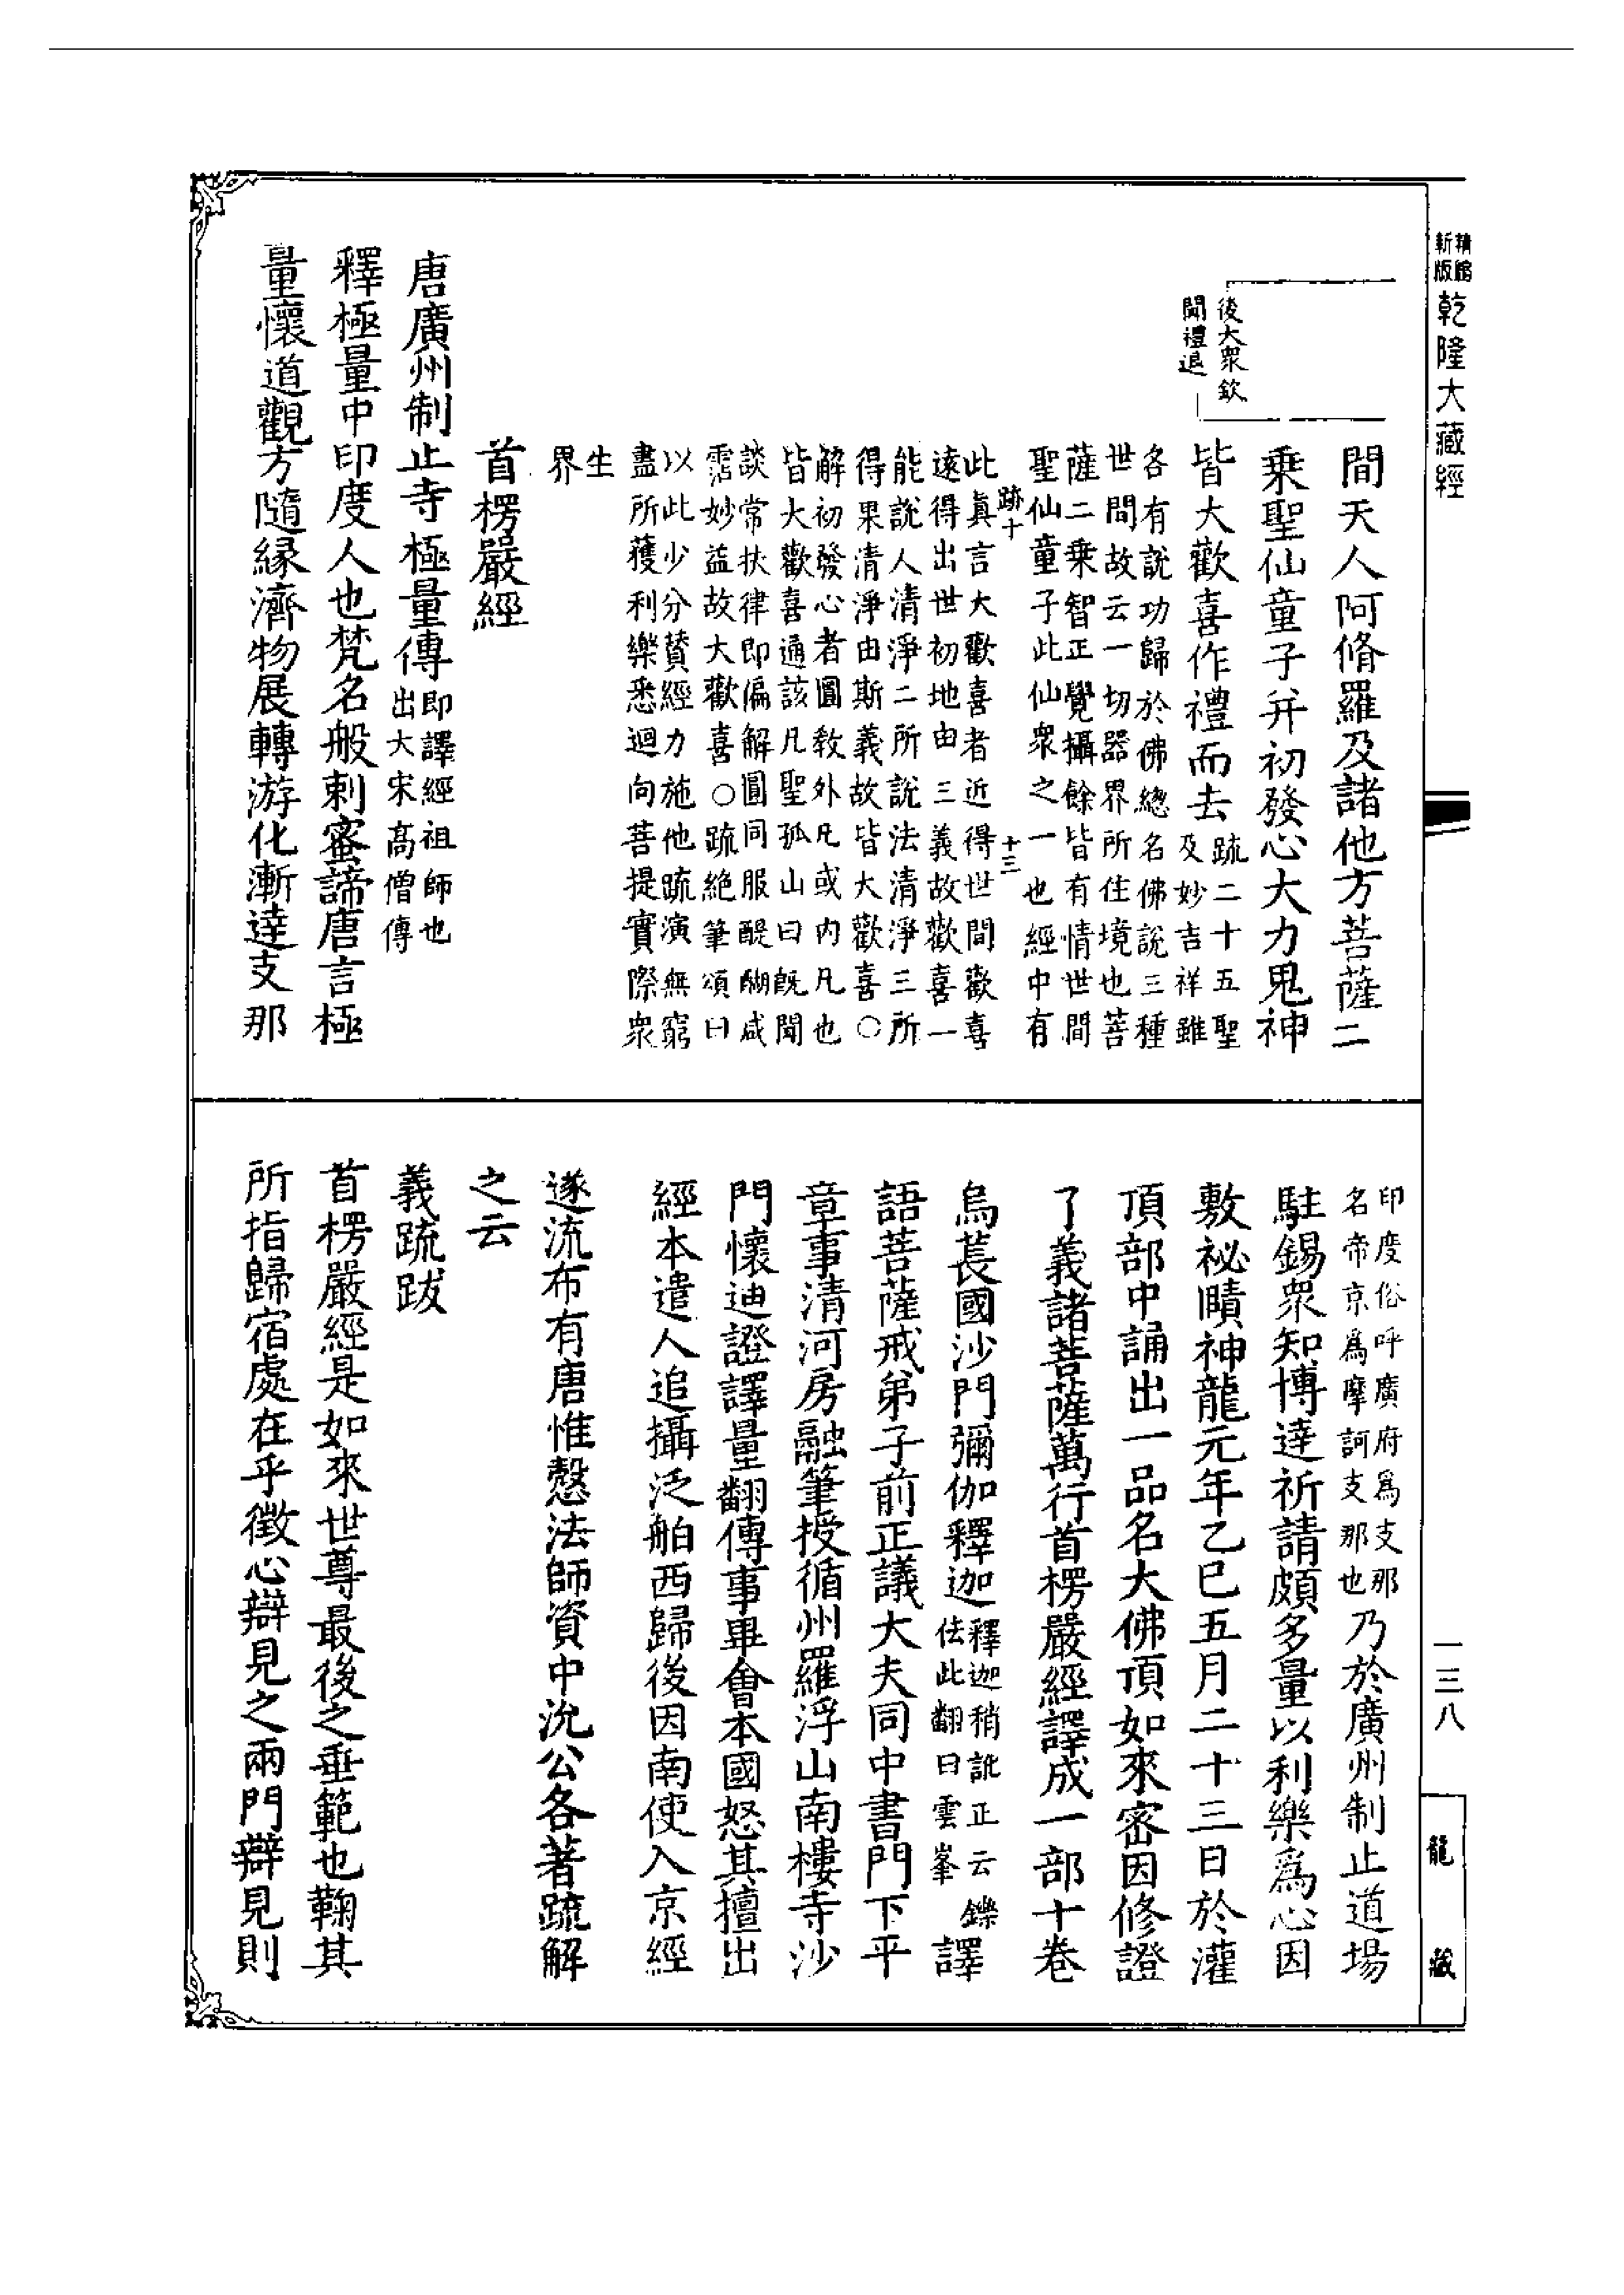 精縮新版 乾隆大藏經
間天人阿脩羅及諸他方菩薩二
乗聖仙童子并初發心大力鬼神
後大衆欽
聞禮退
皆大歡喜作禮而去
疏二十五聖
及妙吉祥雖
各有説功歸於佛總名佛説三種
世間故云一切器界所住境也菩
薩二乗智正覺攝餘皆有情世間
聖仙童子此仙衆之一也經中有
跡十 十三
此真言大歡喜者近得世間歡喜
遠得出世初地由三義故歡喜一
能説人清淨二所説法清淨三所
得果清淨由斯義故皆大歡喜○
解初發心者圓教外凡或内凡也
皆大歡喜通該凡聖孤山曰既聞
談常扶律即偏解圓同服醍醐咸
霑妙益故大歡喜○疏絶筆頌曰
以此少分賛經力施他疏演無窮
盡所獲利樂悉迴向菩提實際衆
生
界
首楞嚴經
唐廣州制止寺極量傳
即譯經祖師也
出大宋高僧傳
釋極量中印度人也梵名般剌蜜諦唐言極
量懷道觀方隨縁濟物展轉游化漸達支那
印度俗呼廣府爲支那
名帝京爲摩訶支那也
乃於廣州制止道場
駐錫衆知博達祈請頗多量以利樂爲心因
敷祕賾神龍元年乙巳五月二十三日於灌
頂部中誦出一品名大佛頂如來密因修證
了義諸菩薩萬行首楞嚴經譯成一部十巻
烏萇國沙門彌伽釋迦
釋迦稍訛正云鑠
佉此翻曰雲峯
譯
語菩薩戒弟子前正議大夫同中書門下平
章事清河房融筆授循州羅浮山南樓寺沙
門懷迪證譯量翻傳事畢會本國怒其擅出
經本遣人追攝泛舶西歸後因南使入京經
遂流布有唐惟慤法師資中沇公各著疏解
之云
義疏跋
首楞嚴經是如來世尊最後之垂範也鞠其
所指歸宿處在乎徴心辯見之兩門辯見則
一三八
龍藏